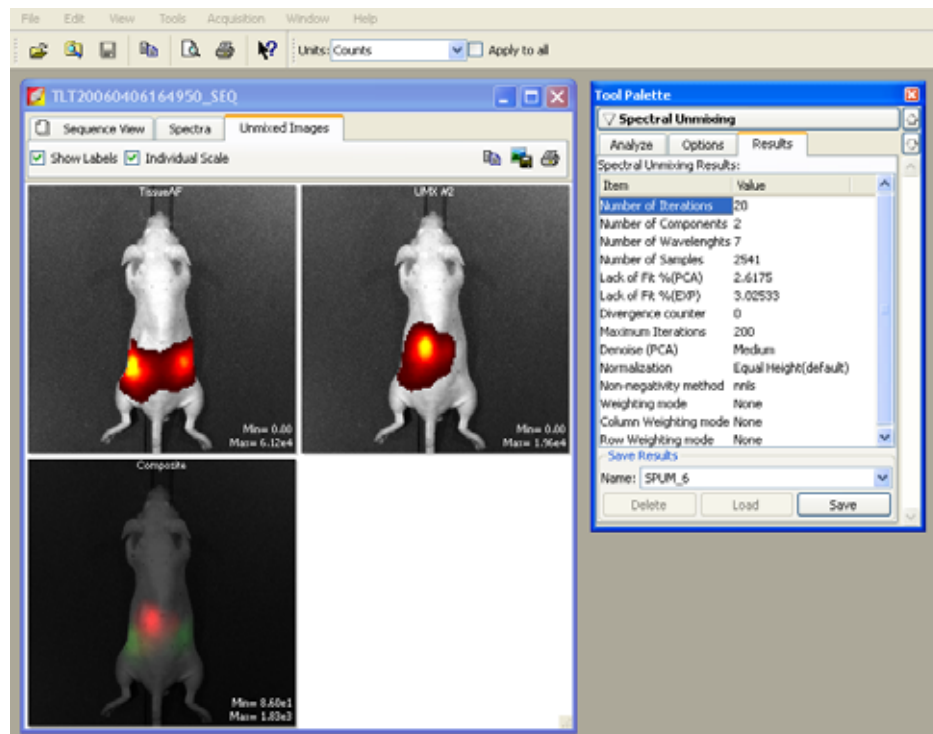 File Edit View Tools Acquisition Window Help
Units: Counts Apply to all
TLT20060406164950_SEQ
Sequence View Spectra Unmixed Images
Show Labels Individual Scale
TissueAF
UMX #2
Min= 0.00
Max= 6.12e4
Min= 0.00
Max= 1.96e4
Composite
Min= 8.60e1
Max= 1.83e3
Tool Palette
Spectral Unmixing
Analyze Options Results
Spectral Unmixing Results:
Item Value
Number of Iterations 20
Number of Components 2
Number of Wavelenghts 7
Number of Samples 2541
Lack of Fit %(PCA) 2.6175
Lack of Fit %(EXP) 3.02533
Divergence counter 0
Maximum Iterations 200
Denoise (PCA) Medium
Normalization Equal Height(default)
Non-negativity method nnls
Weighting mode None
Column Weighting mode None
Row Weighting mode None
Save Results
Name: SPUM_6
Delete Load Save